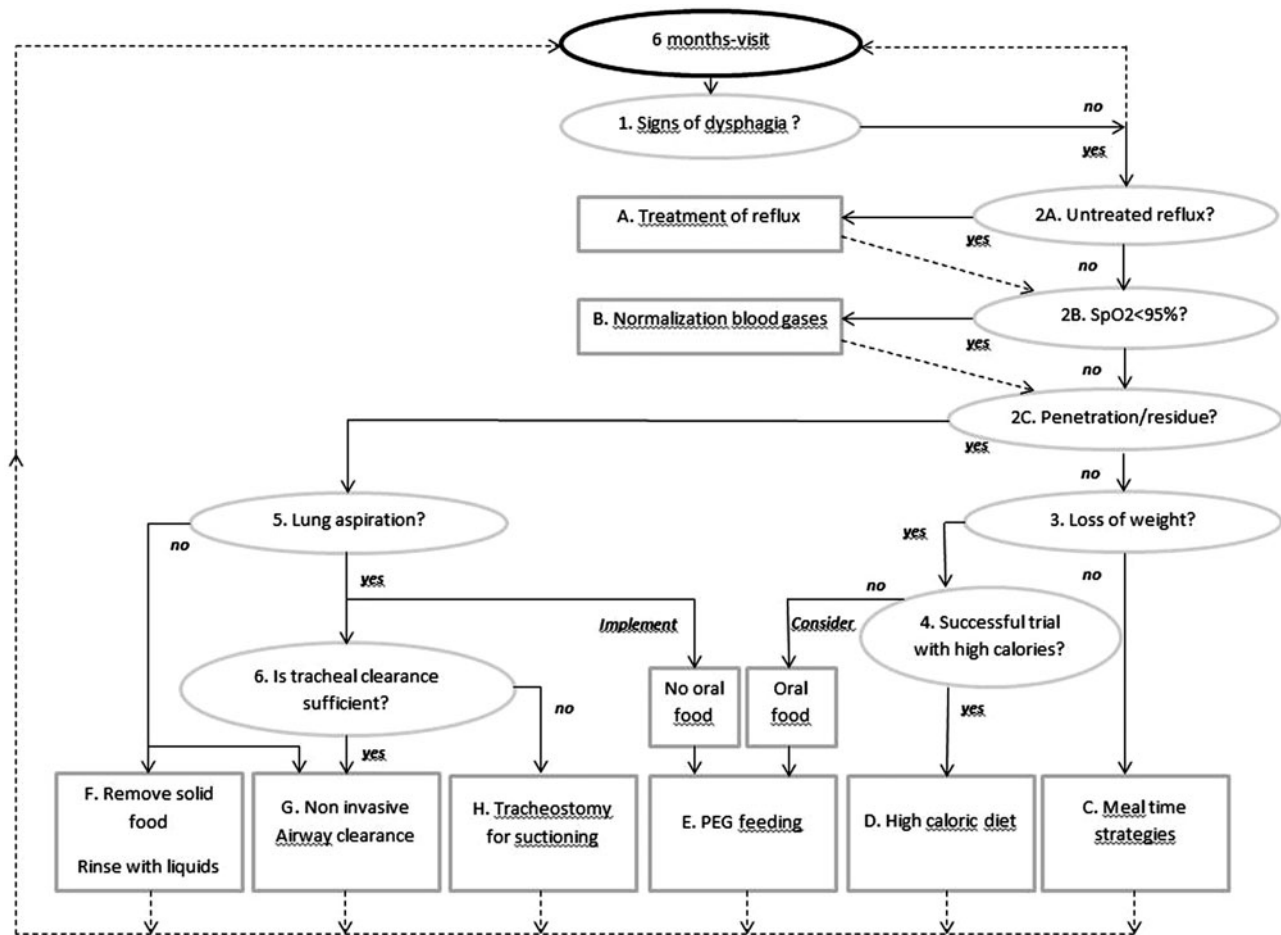 6 months-visit
1. Signs of dysphagia ?
no
yes
A. Treatment of reflux
yes
2A. Untreated reflux?
no
B. Normalization blood gases
yes
2B. SpO2<95%?
no
2C. Penetration/residue?
yes
no
5. Lung aspiration?
no
yes
3. Loss of weight?
yes
no
Implement
Consider
no
4. Successful trial
with high calories?
yes
6. Is tracheal clearance
sufficient?
no
yes
No oral
food
Oral
food
F. Remove solid
food
Rinse with liquids
G. Non invasive
Airway clearance
H. Tracheostomy
for suctioning
E. PEG feeding
D. High caloric diet
C. Meal time
strategies